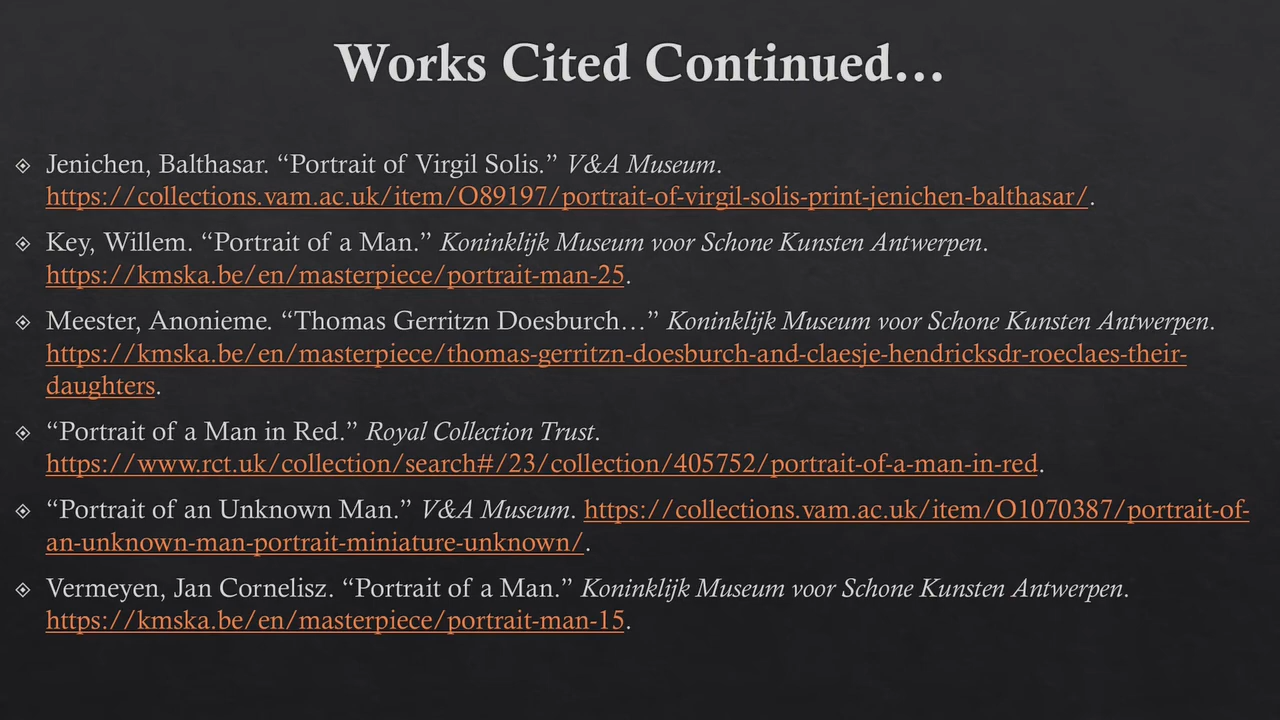 Works Cited Continued…
Jenichen, Balthasar. “Portrait of Virgil Solis.” V&A Museum.
https://collections.vam.ac.uk/item/O89197/portrait-of-virgil-solis-print-jenichen-balthasar/.
Key, Willem. “Portrait of a Man.” Koninklijk Museum voor Schone Kunsten Antwerpen.
https://kmska.be/en/masterpiece/portrait-man-25.
Meester, Anonieme. “Thomas Gerritzn Doesburch…” Koninklijk Museum voor Schone Kunsten Antwerpen.
https://kmska.be/en/masterpiece/thomas-gerritzn-doesburch-and-claesje-hendricksdr-roeclaes-their-
daughters.
“Portrait of a Man in Red.” Royal Collection Trust.
https://www.rct.uk/collection/search#/23/collection/405752/portrait-of-a-man-in-red.
“Portrait of an Unknown Man.” V&A Museum. https://collections.vam.ac.uk/item/O1070387/portrait-of-
an-unknown-man-portrait-miniature-unknown/.
Vermeyen, Jan Cornelisz. “Portrait of a Man.” Koninklijk Museum voor Schone Kunsten Antwerpen.
https://kmska.be/en/masterpiece/portrait-man-15.